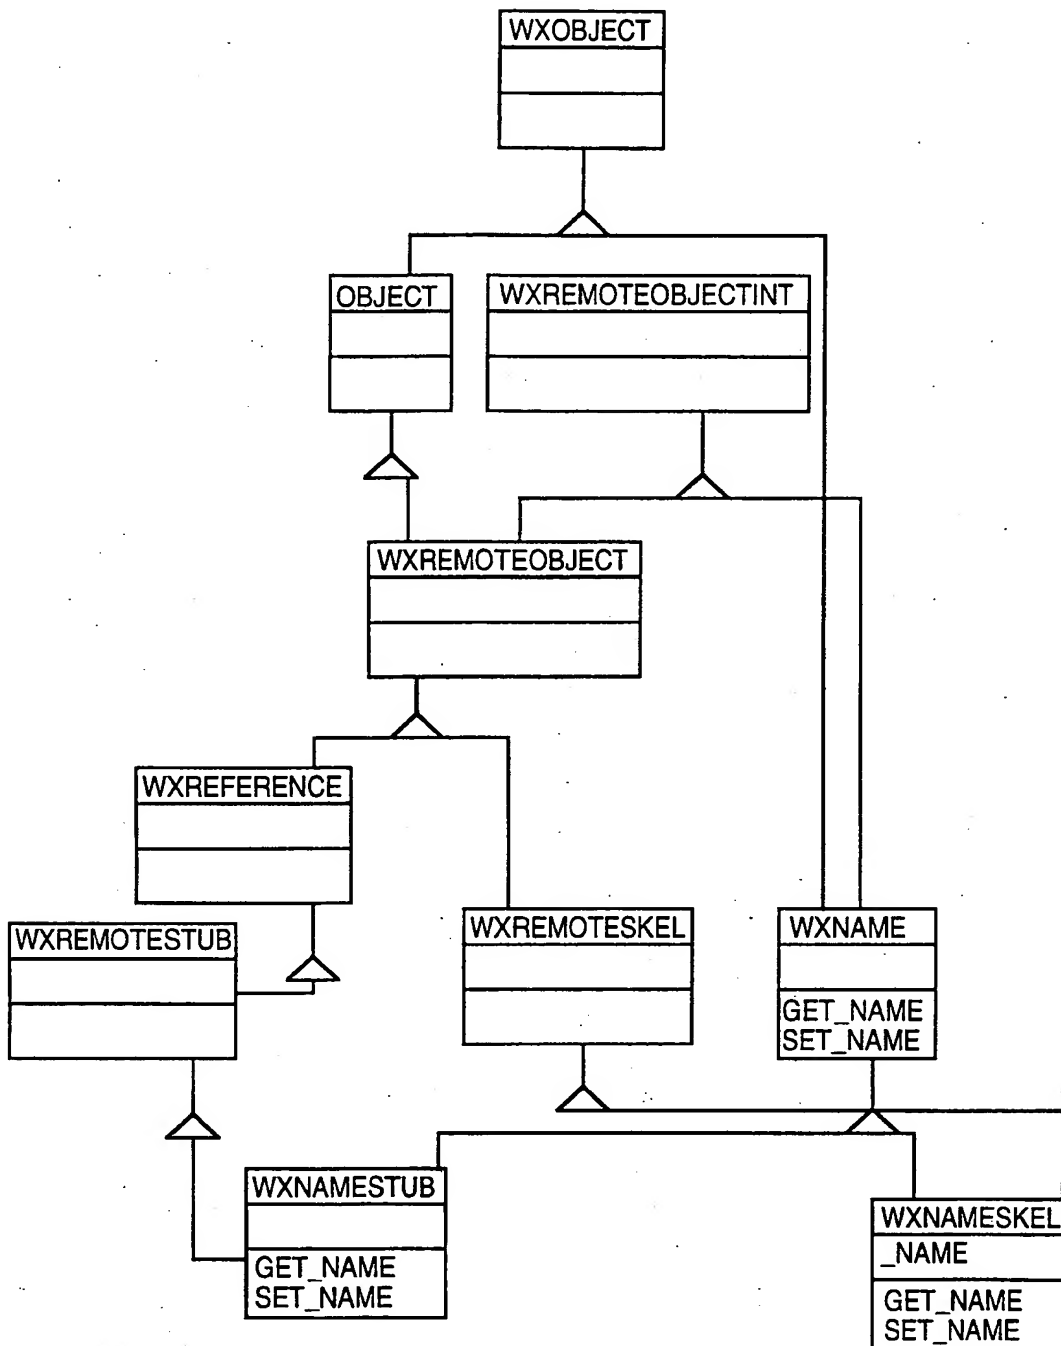 WXOBJECT
OBJECT
WXREMOTEOBJECTINT
WXREMOTEOBJECT
WXREFERENCE
WXREMOTESTUB
WXREMOTESKEL
WXNAME
GET_NAME
SET_NAME
WXNAMESTUB
GET_NAME
SET_NAME
WXNAMESKEL
_NAME
GET_NAME
SET_NAME